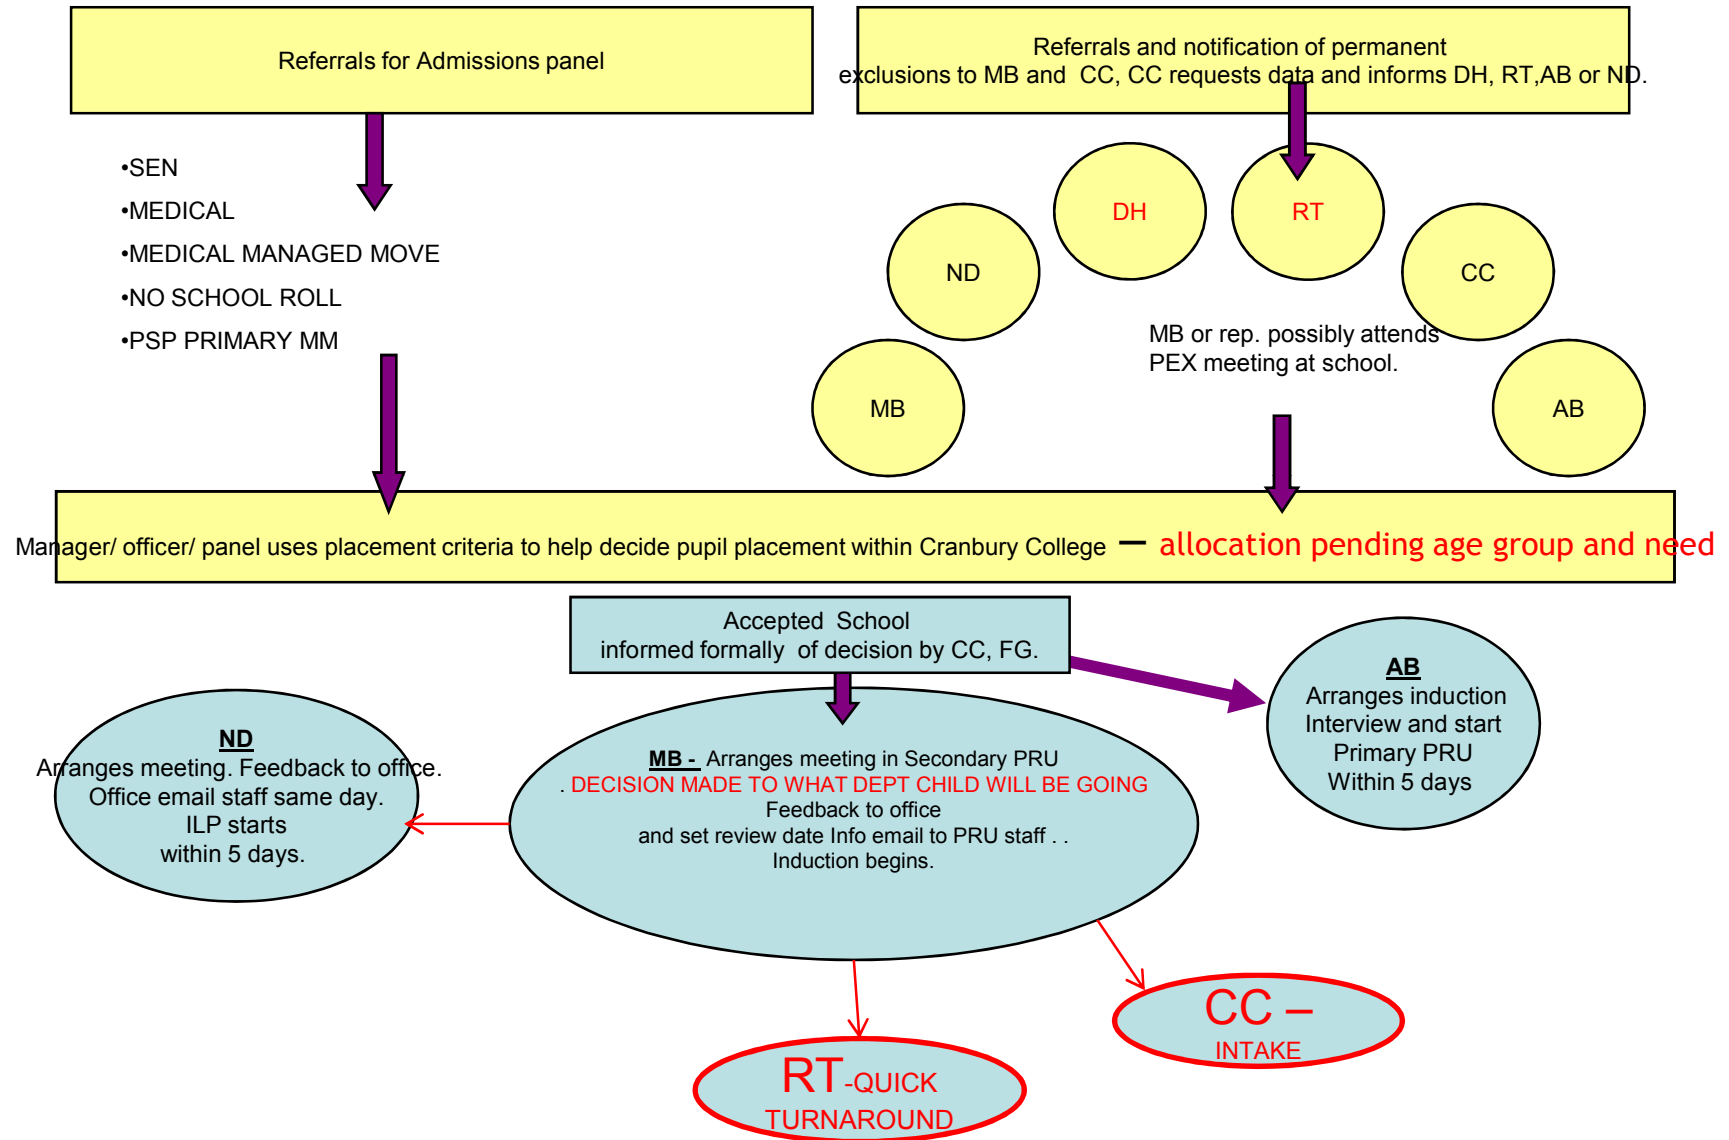 Referrals for Admissions panel
Referrals and notification of permanent
exclusions to MB and  CC, CC requests data and informs DH, RT,AB or ND.
•SEN
•MEDICAL
•MEDICAL MANAGED MOVE
•NO SCHOOL ROLL
•PSP PRIMARY MM
DH
RT
ND
CC
MB or rep. possibly attends
PEX meeting at school.
MB
AB
Manager/ officer/ panel uses placement criteria to help decide pupil placement within Cranbury College – allocation pending age group and need
Accepted  School
informed formally  of decision by CC, FG.
AB
Arranges induction
Interview and start
Primary PRU
Within 5 days
ND
Arranges meeting. Feedback to office.
Office email staff same day.
ILP starts
within 5 days.
MB -  Arranges meeting in Secondary PRU
. DECISION MADE TO WHAT DEPT CHILD WILL BE GOING
Feedback to office
and set review date Info email to PRU staff . .
Induction begins.
CC –
INTAKE
RT-QUICK
TURNAROUND